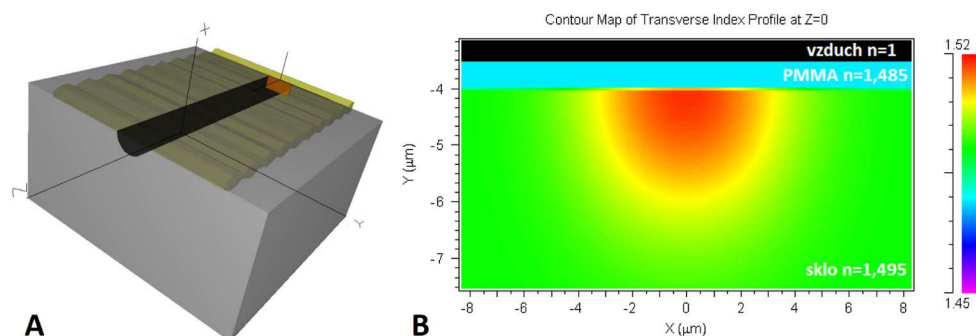 X
Z
Y
A
Contour Map of Transverse Index Profile at Z=0
vzduch n=1
PMMA n=1,485
sklo n=1,495
Y (µm)
-4
-5
-6
-7
-8 -6 -4 -2 0 2 4 6 8
X (µm)
1.52
1.45
B